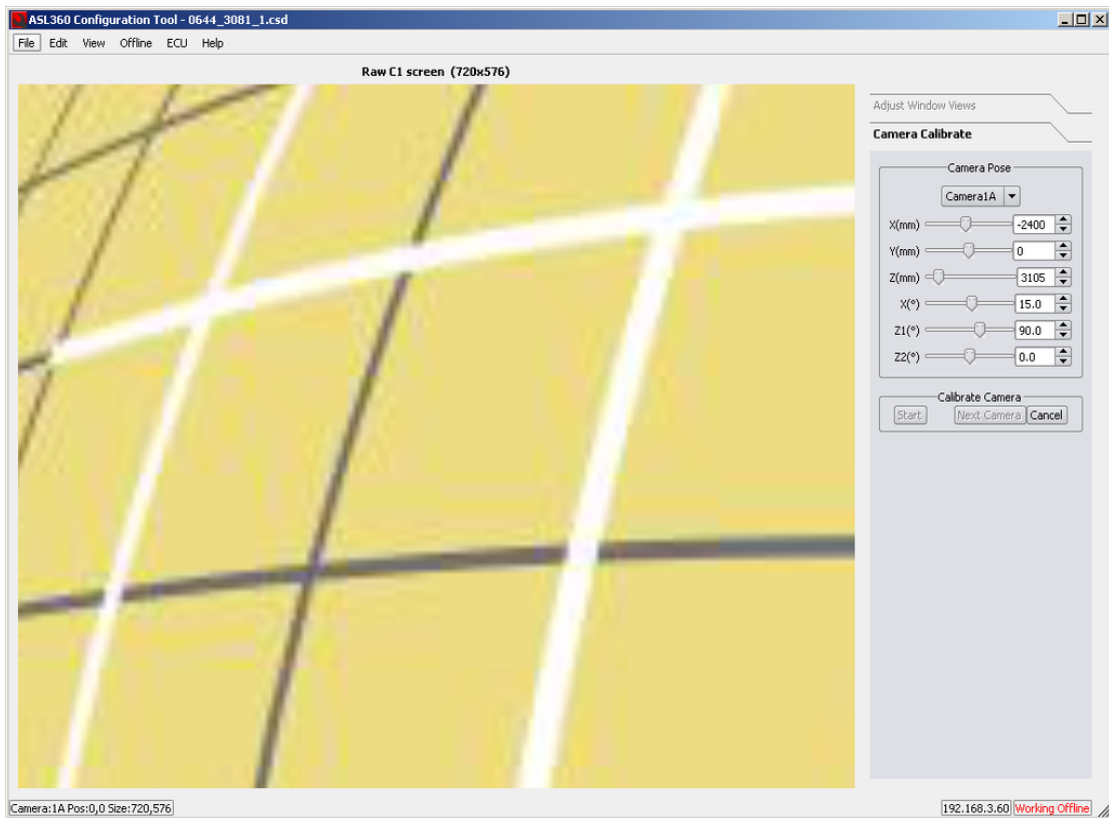 ASL360 Configuration Tool - 0644_3081_1.csd
File Edit View Offline ECU Help
Raw C1 screen (720x576)
Adjust Window Views
Camera Calibrate
Camera Pose
Camera1A
X(mm) -2400
Y(mm) 0
Z(mm) 3105
X(°) 15.0
Z1(°) 90.0
Z2(°) 0.0
Calibrate Camera
Start Next Camera Cancel
Camera:1A Pos:0,0 Size:720,576 192.168.3.60 Working Offline